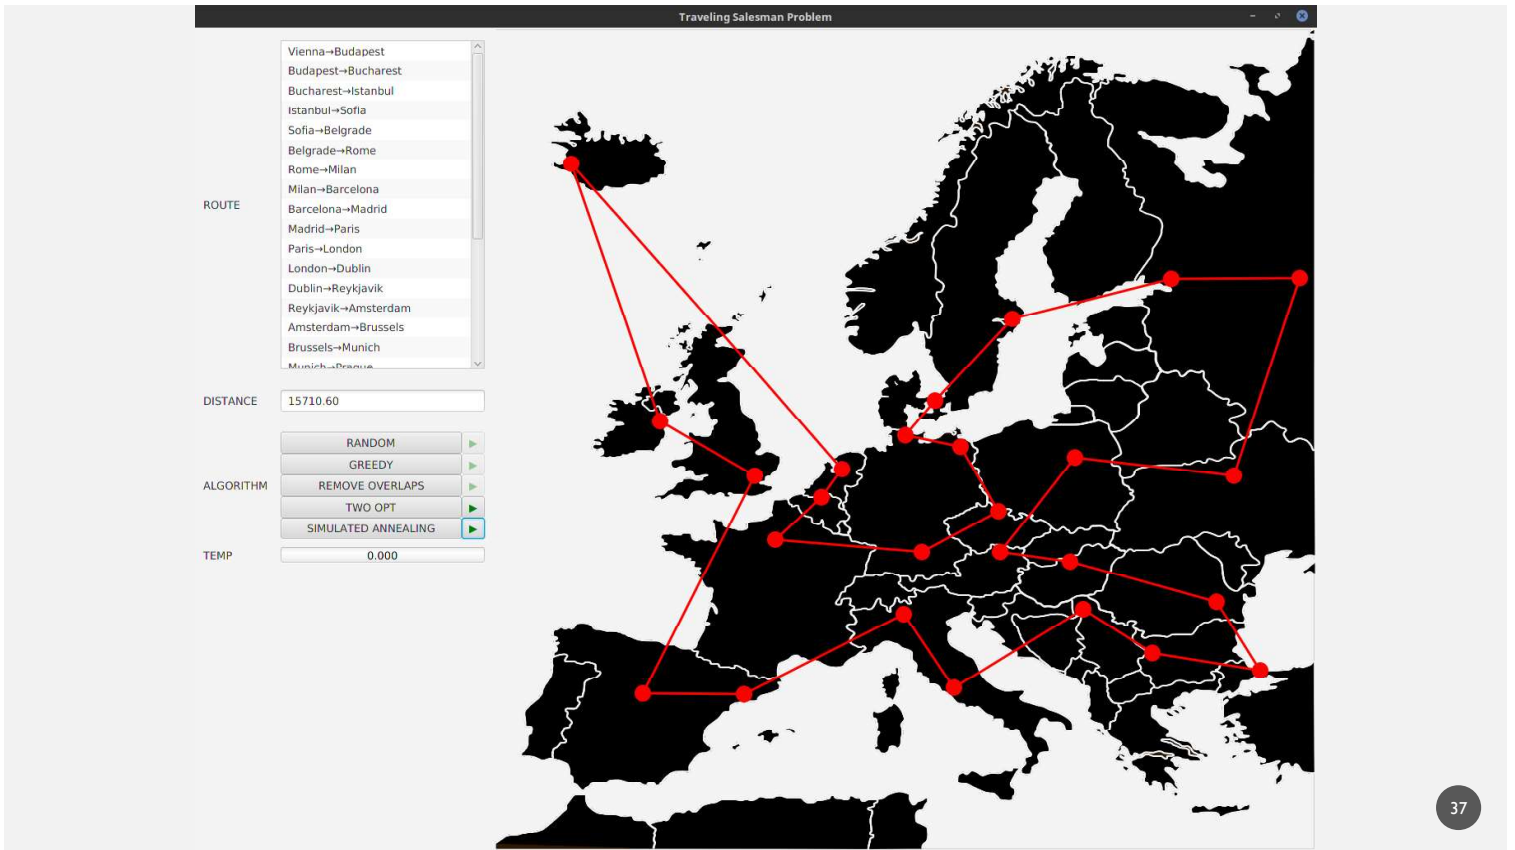 Traveling Salesman Problem
ROUTE
Vienna→Budapest
Budapest→Bucharest
Bucharest→Istanbul
Istanbul→Sofia
Sofia→Belgrade
Belgrade→Rome
Rome→Milan
Milan→Barcelona
Barcelona→Madrid
Madrid→Paris
Paris→London
London→Dublin
Dublin→Reykjavik
Reykjavik→Amsterdam
Amsterdam→Brussels
Brussels→Munich
Munich→Prague
DISTANCE
15710.60
ALGORITHM
RANDOM
GREEDY
REMOVE OVERLAPS
TWO OPT
SIMULATED ANNEALING
TEMP
0.000
37